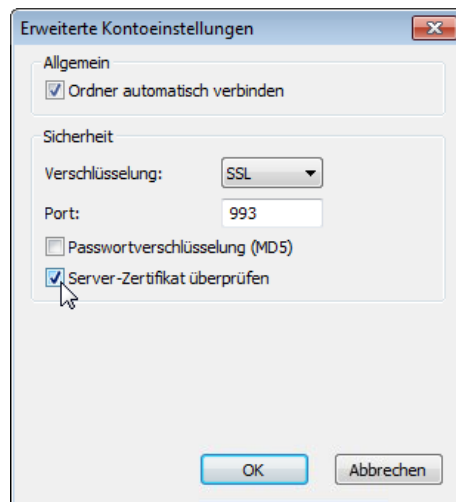 Erweiterte Kontoeinstellungen
Allgemein
Ordner automatisch verbinden
Sicherheit
Verschlüsselung: SSL
Port: 993
Passwortverschlüsselung (MD5)
Server-Zertifikat überprüfen
OK Abbrechen